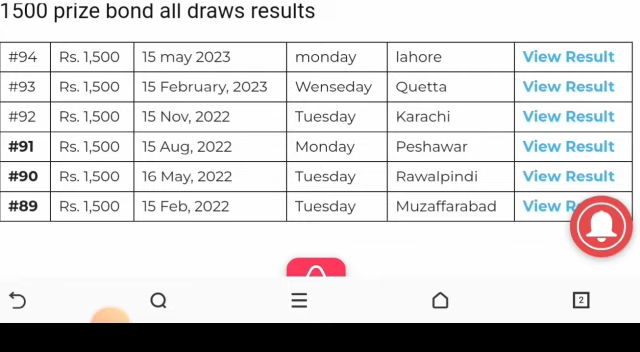 1500 prize bond all draws results
#94 Rs. 1,500 15 may 2023 monday lahore View Result
#93 Rs. 1,500 15 February, 2023 Wenseday Quetta View Result
#92 Rs. 1,500 15 Nov, 2022 Tuesday Karachi View Result
#91 Rs. 1,500 15 Aug, 2022 Monday Peshawar View Result
#90 Rs. 1,500 16 May, 2022 Tuesday Rawalpindi View Result
#89 Rs. 1,500 15 Feb, 2022 Tuesday Muzaffarabad View
2